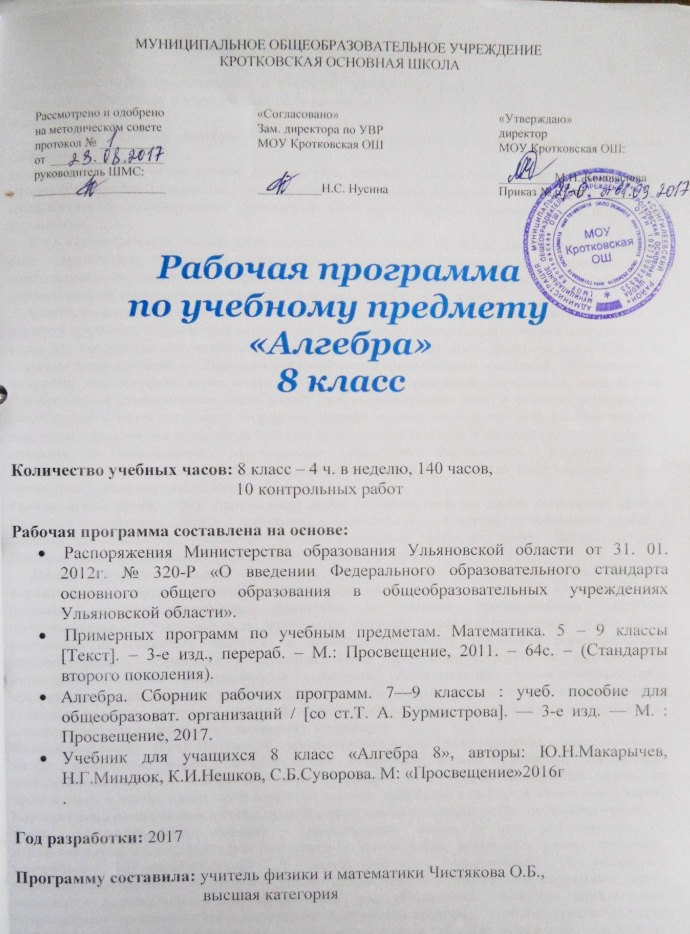 МУНИЦИПАЛЬНОЕ ОБЩЕОБРАЗОВАТЕЛЬНОЕ УЧРЕЖДЕНИЕ
КРОТКОВСКАЯ ОСНОВНАЯ ШКОЛА
Рассмотрено и одобрено
на методическом совете
протокол № 1
от 23.08.2017
руководитель ШМС:
«Согласовано»
Зам. директора по УВР
МОУ Кротковская ОШ
Н.С. Нусина
«Утверждаю»
директор
МОУ Кротковская ОШ:
М.Н.
Приказ № 09.2017
МОУ
Кротковская
ОШ
Рабочая программа
по учебному предмету
«Алгебра»
8 класс
Количество учебных часов: 8 класс – 4 ч. в неделю, 140 часов,
10 контрольных работ
Рабочая программа составлена на основе:
• Распоряжения Министерства образования Ульяновской области от 31. 01.
2012г. № 320-Р «О введении Федерального образовательного стандарта
основного общего образования в общеобразовательных учреждениях
Ульяновской области».
• Примерных программ по учебным предметам. Математика. 5 – 9 классы
[Текст]. – 3-е изд., перераб. – М.: Просвещение, 2011. – 64с. – (Стандарты
второго поколения).
• Алгебра. Сборник рабочих программ. 7—9 классы : учеб. пособие для
общеобразоват. организаций / [со ст.Т. А. Бурмистрова]. — 3-е изд. — М. :
Просвещение, 2017.
• Учебник для учащихся 8 класс «Алгебра 8», авторы: Ю.Н.Макарычев,
Н.Г.Миндюк, К.И.Нешков, С.Б.Суворова. М: «Просвещение»2016г
.
Год разработки: 2017
Программу составила: учитель физики и математики Чистякова О.Б.,
высшая категория